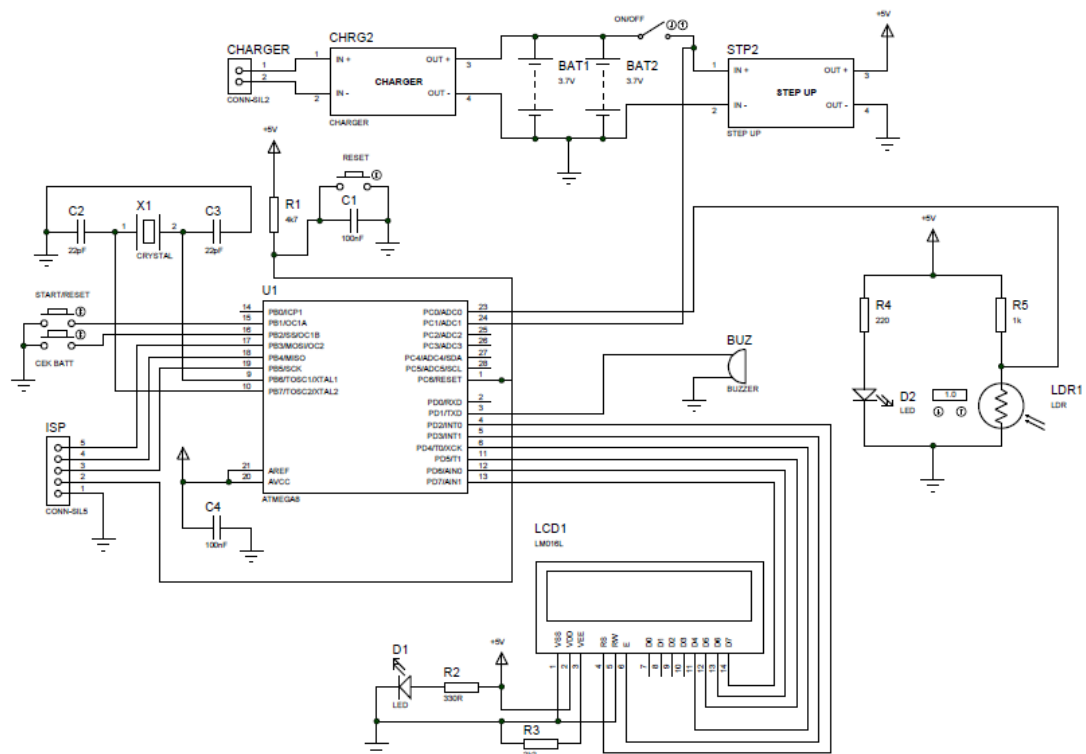 CHARGER
1
2
CONN-SIL2
CHRG2
1
2
IN +
IN -
CHARGER
OUT +
OUT -
3
4
CHARGER
BAT1
3.7V
BAT2
3.7V
ON/OFF
STP2
1
2
IN +
IN -
STEP UP
OUT +
OUT -
3
4
STEP UP
+5V
+5V
R1
4k7
RESET
C1
100nF
C2
22pF
X1
1
2
CRYSTAL
C3
22pF
START/RESET
CEK BATT
U1
14 PB0/ICP1
15 PB1/OC1A
16 PB2/SS/OC1B
17 PB3/MOSI/OC2
18 PB4/MISO
19 PB5/SCK
9 PB6/TOSC1/XTAL1
10 PB7/TOSC2/XTAL2
21 AREF
20 AVCC
PC0/ADC0 23
PC1/ADC1 24
PC2/ADC2 25
PC3/ADC3 26
PC4/ADC4/SDA 27
PC5/ADC5/SCL 28
PC6/RESET 1
PD0/RXD 2
PD1/TXD 3
PD2/INT0 4
PD3/INT1 5
PD4/T0/XCK 6
PD5/T1 11
PD6/AIN0 12
PD7/AIN1 13
ATMEGA8
ISP
5
4
3
2
1
CONN-SIL5
C4
100nF
BUZ
BUZZER
+5V
R4
220
R5
1k
D2
LED
1.0
LDR1
LDR
LCD1
LM016L
VSS
VDD
VEE
RS
RW
E
D0
D1
D2
D3
D4
D5
D6
D7
1
2
3
4
5
6
7
8
9
10
11
12
13
14
+5V
D1
LED
R2
330R
R3